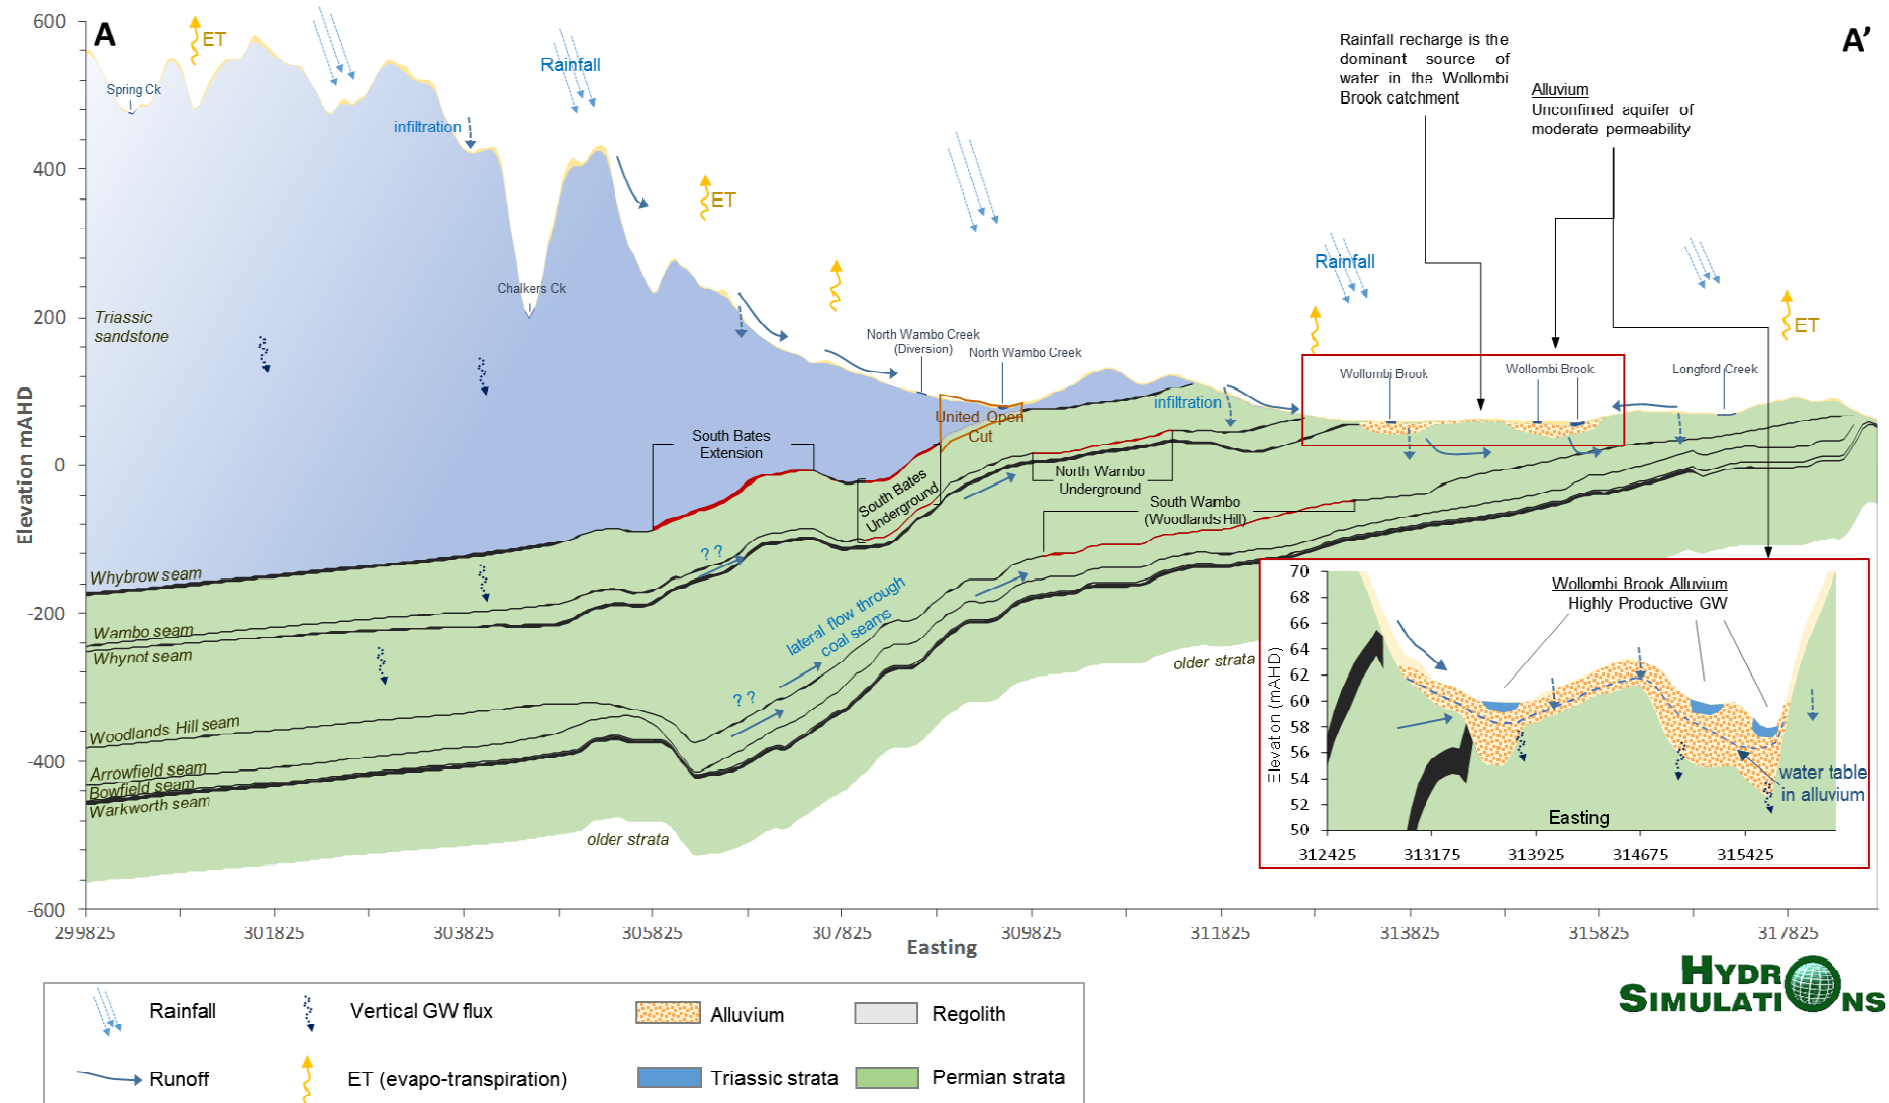 A
A'
600
400
200
0
-200
-400
-600
Elevation mAHD
ET
Spring Ck
infiltration
Rainfall
ET
Chalkers Ck
Triassic
sandstone
Rainfall recharge is the
dominant source of
water in the Wollombi
Brook catchment
Alluvium
Unconfined aquifer of
moderate permeability
Rainfall
ET
North Wambo Creek
(Diversion)
North Wambo Creek
Wollombi Brook
Wollombi Brook
Longford Creek
infiltration
United Open
Cut
South Bates
Extension
South Bates
Underground
North Wambo
Underground
South Wambo
(Woodlands Hill)
? ?
lateral flow through
coal seams
? ?
Whybrow seam
Wambo seam
Whynot seam
Woodlands Hill seam
Arrowfield seam
Bowfield seam
Warkworth seam
older strata
older strata
70
68
66
64
62
60
58
56
54
52
50
Elevation (mAHD)
Wollombi Brook Alluvium
Highly Productive GW
water table
in alluvium
Easting
312425
313175
313925
314675
315425
299825
301825
303825
305825
307825
309825
311825
313825
315825
317825
Easting
HYDRO
SIMULATIONS
Rainfall
Vertical GW flux
Alluvium
Regolith
Runoff
ET (evapo-transpiration)
Triassic strata
Permian strata